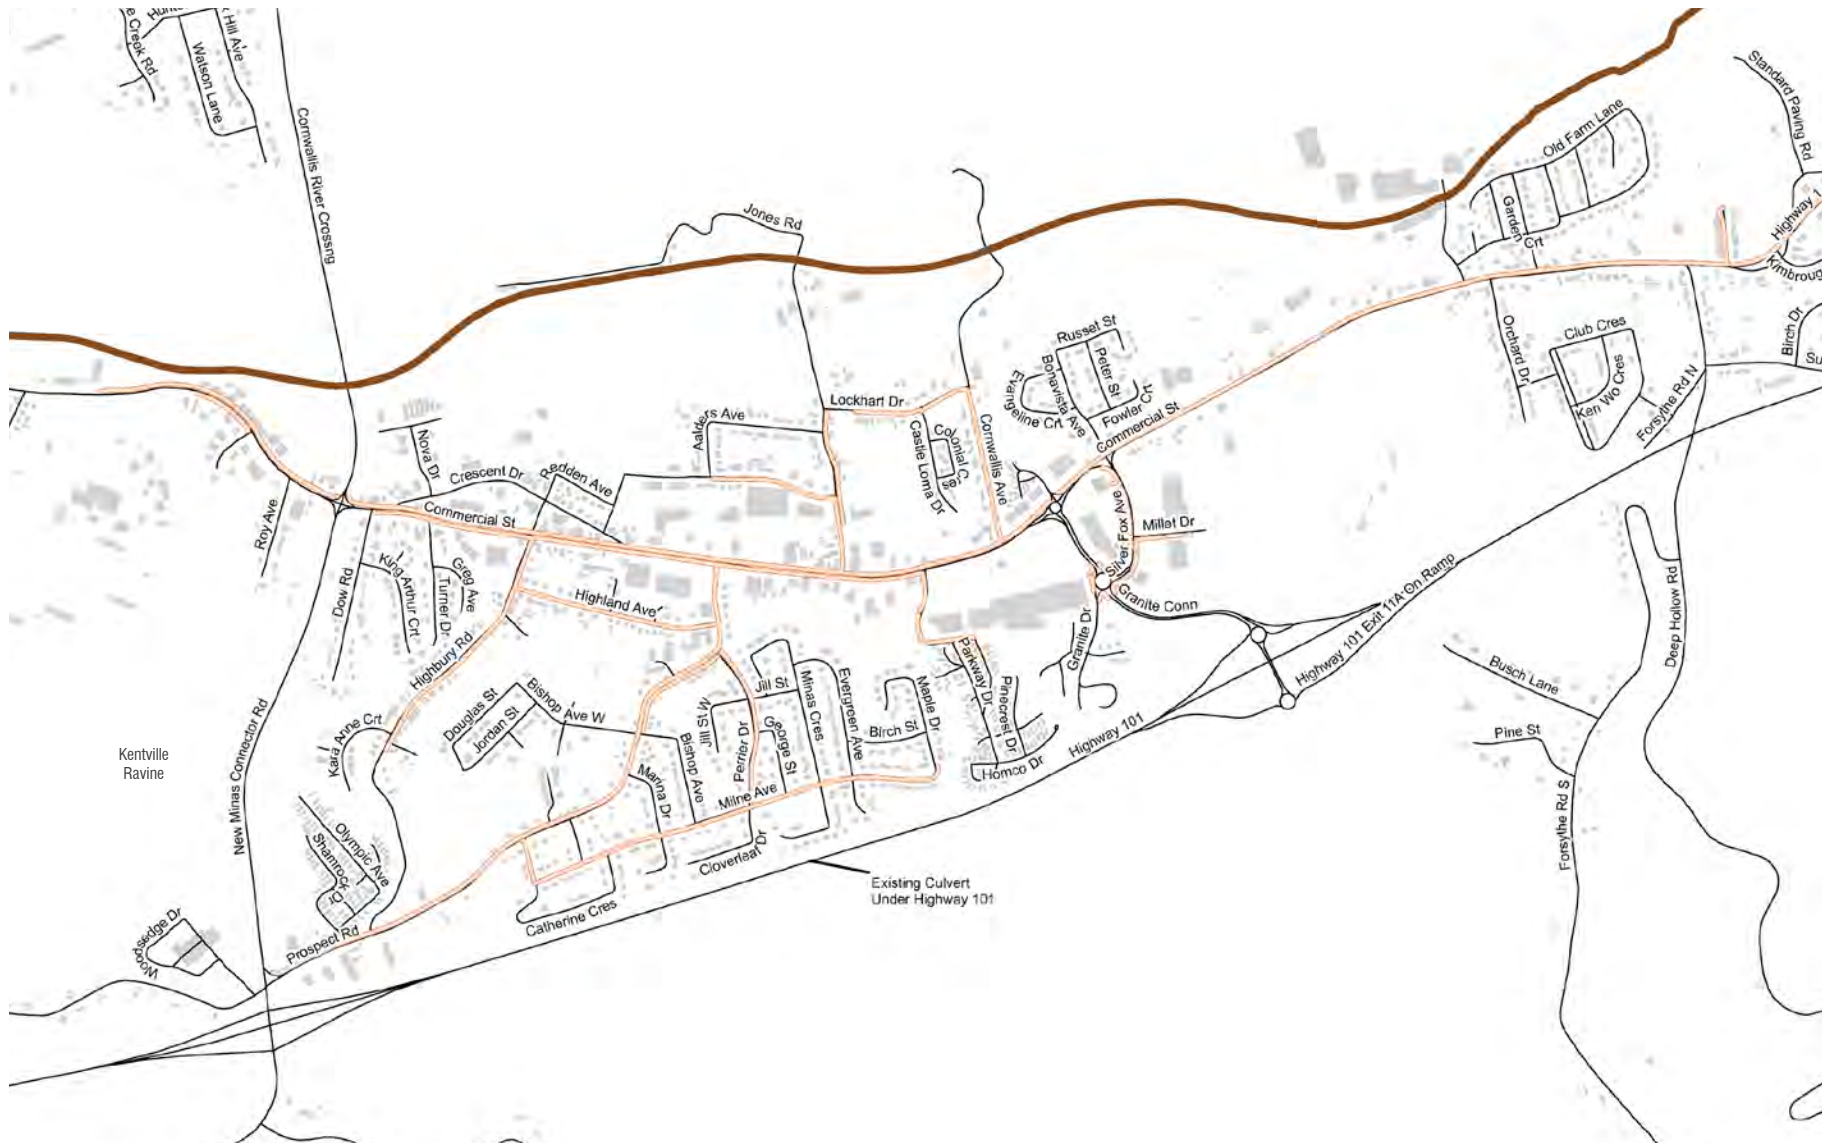 Hill Ave
Creek Rd
Watson Lane
Cornwallis River Crossng
Standard Paving Rd
Old Farm Lane
Jones Rd
Garden
Crt
Highway 1
Kimbroug
Russet St
Peter St
Bonavista Ave
Evangeline Crt
Fowler Crt
Orchard Dr
Club Cres
Ken Wo Cres
Birch Dr
Su
Forsythe Rd N
Lockhart Dr
Aalders Ave
Castle Loma Dr
Colonial Cres
Cornwallis Ave
Commercial St
Nova Dr
Crescent Dr
Redden Ave
Commercial St
Roy Ave
Silver Fox Ave
Millet Dr
Dow Rd
King Arthur Crt
Turner Dr
Greg Ave
Highland Ave
Granite Conn
Granite Dr
Highway 101 Exit 11A-On Ramp
Deep Hollow Rd
Highbury Rd
Busch Lane
Parkway Dr
Pinecrest Dr
Douglas St
Jordan St
Bishop Ave W
Jill St
Jill St W
Minas Cres
Evergreen Ave
Maple Dr
Birch St
Perrier Dr
George St
Kara Anne Crt
Pine St
Kentville
Ravine
New Minas Connector Rd
Highway 101
Homco Dr
Marina Dr
Bishop Ave
Milne Ave
Forsythe Rd S
Olympic Ave
Shamrock Dr
Cloverleaf Dr
Existing Culvert
Under Highway 101
Catherine Cres
Woodsedge Dr
Prospect Rd